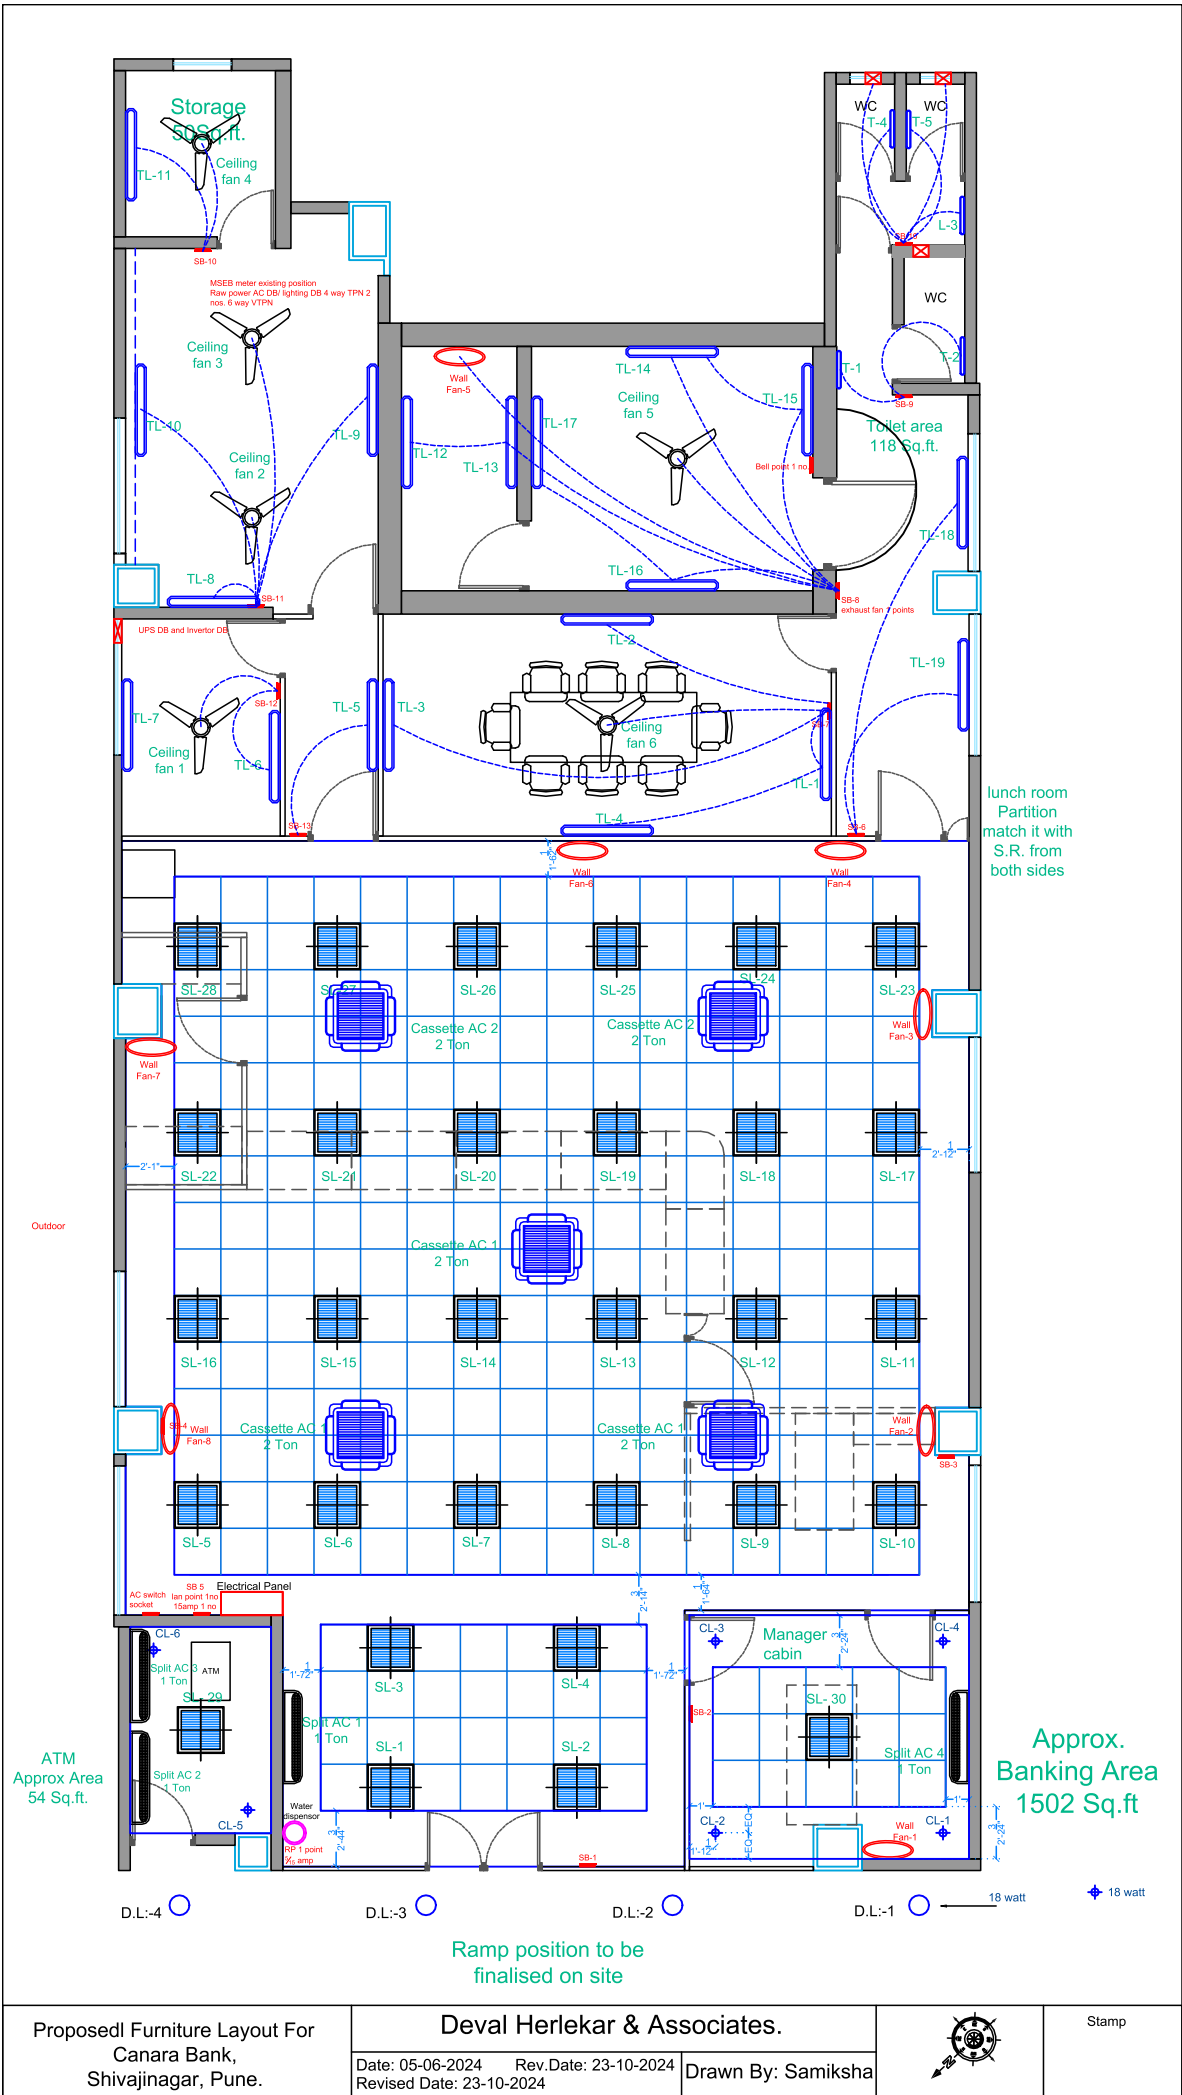 Storage
50Sq.ft.
Ceiling
fan 4
TL-11
SB-10
MSEB meter existing position
Raw power AC DB/ lighting DB 4 way TPN 2
nos. 6 way VTPN
WC
WC
T-4
T-5
L-3
WC
T-2
T-1
SB-9
Toilet area
118 Sq.ft.
Ceiling
fan 3
Wall
Fan-5
TL-14
Ceiling
fan 5
TL-15
TL-10
TL-9
TL-12
TL-13
TL-17
Ceiling
fan 2
Bell point 1 no.
TL-18
TL-8
TL-16
SB-11
SB-8
exhaust fan 3 points
UPS DB and Invertor DB
TL-2
TL-19
SB-12
TL-7
TL-5
TL-3
Ceiling
fan 6
Ceiling
fan 1
TL-6
TL-1
SB-13
TL-4
SB-6
lunch room
Partition
match it with
S.R. from
both sides
Wall
Fan-6
Wall
Fan-4
SL-28
SL-27
SL-26
SL-25
SL-24
SL-23
Cassette AC 2
2 Ton
Cassette AC 2
2 Ton
Wall
Fan-3
Wall
Fan-7
2'-1"
SL-22
SL-21
SL-20
SL-19
SL-18
SL-17
Outdoor
Cassette AC 1
2 Ton
SL-16
SL-15
SL-14
SL-13
SL-12
SL-11
SB-4
Wall
Fan-8
Cassette AC 1
2 Ton
Cassette AC 1
2 Ton
Wall
Fan-2
SB-3
SL-5
SL-6
SL-7
SL-8
SL-9
SL-10
AC switch
socket
SB 5
lan point 1no
15amp 1 no
Electrical Panel
CL-6
Split AC 3
1 Ton
ATM
SL-29
SL-3
SL-4
CL-3
Manager
cabin
CL-4
Split AC 1
1 Ton
SB-2
SL-30
SL-1
SL-2
Split AC 4
1 Ton
ATM
Approx Area
54 Sq.ft.
Split AC 2
1 Ton
CL-5
Water
dispensor
RP 1 point
SB-1
1'
1'
CL-2
EQ
EQ
CL-1
Wall
Fan-1
Approx.
Banking Area
1502 Sq.ft
D.L:-4
D.L:-3
D.L:-2
D.L:-1
18 watt
18 watt
Ramp position to be
finalised on site
Proposedl Furniture Layout For
Canara Bank,
Shivajinagar, Pune.
Deval Herlekar & Associates.
Date: 05-06-2024 Rev.Date: 23-10-2024
Revised Date: 23-10-2024
Drawn By: Samiksha
N
Stamp